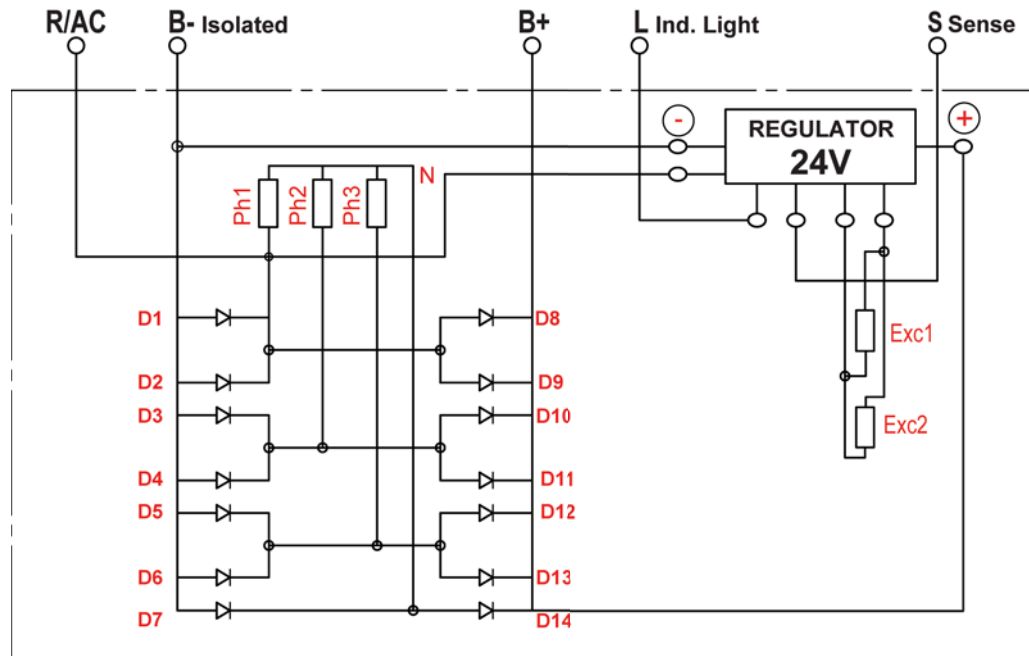 R/AC B- Isolated B+ L Ind. Light S Sense
- REGULATOR +
24V
N
Ph1 Ph2 Ph3
D1 D8
Exc1
D2 D9
D3 D10
Exc2
D4 D11
D5 D12
D6 D13
D7 D14